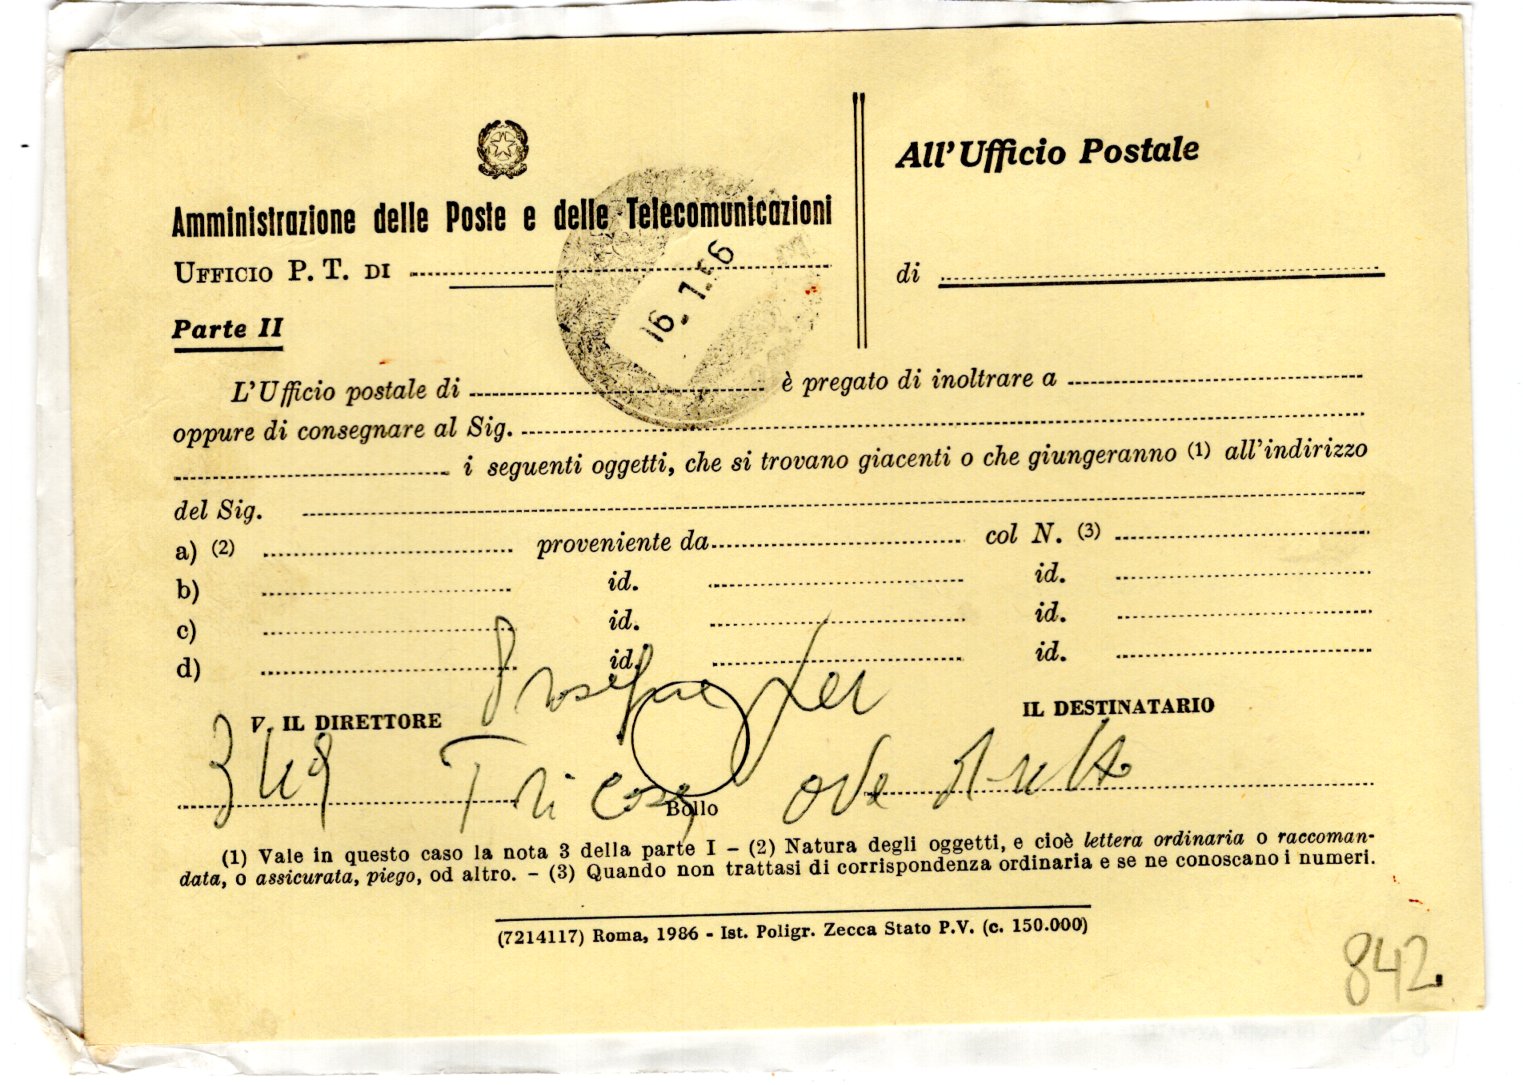 All' Ufficio Postale
Amministrazione delle Poste e delle Telecomunicazioni
UFFICIO P. T. DI
di
16. 1. 6
Parte II
L'Ufficio postale di è pregato di inoltrare a
oppure di consegnare al Sig.
i seguenti oggetti, che si trovano giacenti o che giungeranno (1) all'indirizzo
del Sig.
a) (2) proveniente da col N. (3)
b) id. id.
c) id. id.
d) id. id.
V. IL DIRETTORE
IL DESTINATARIO
Bollo
(1) Vale in questo caso la nota 3 della parte I - (2) Natura degli oggetti, e cioè lettera ordinaria o raccoman-
data, o assicurata, piego, od altro. - (3) Quando non trattasi di corrispondenza ordinaria e se ne conoscano i numeri.
(7214117) Roma, 1986 - Ist. Poligr. Zecca Stato P.V. (c. 150.000)
842.